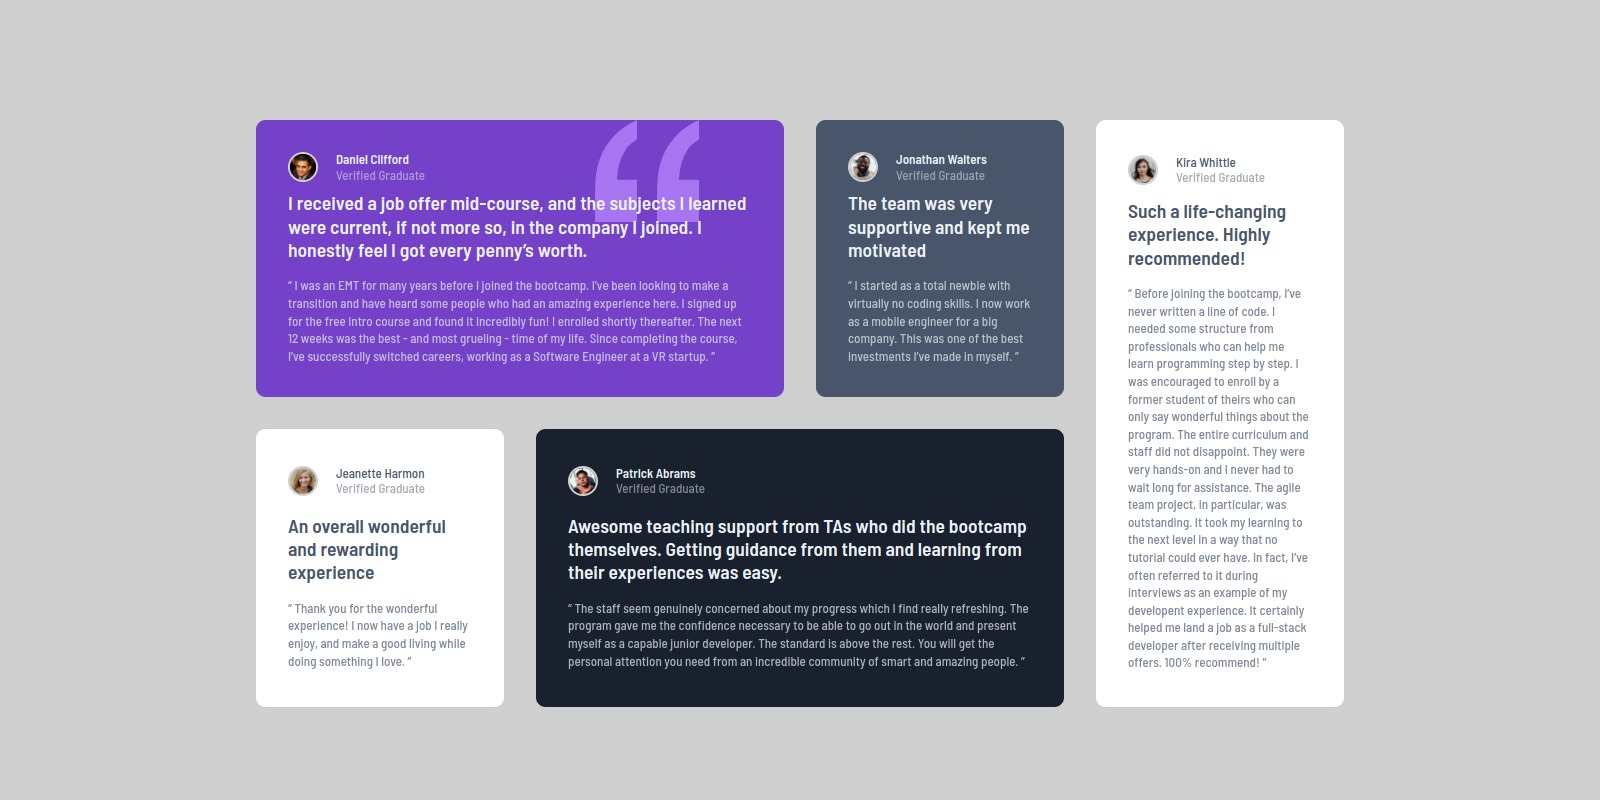 Daniel Clifford
Verified Graduate
I received a job offer mid-course, and the subjects I learned
were current, if not more so, in the company I joined. I
honestly feel I got every penny’s worth.
“ I was an EMT for many years before I joined the bootcamp. I’ve been looking to make a
transition and have heard some people who had an amazing experience here. I signed up
for the free intro course and found it incredibly fun! I enrolled shortly thereafter. The next
12 weeks was the best - and most grueling - time of my life. Since completing the course,
I’ve successfully switched careers, working as a Software Engineer at a VR startup. ”
Jonathan Walters
Verified Graduate
The team was very
supportive and kept me
motivated
“ I started as a total newbie with
virtually no coding skills. I now work
as a mobile engineer for a big
company. This was one of the best
investments I’ve made in myself. ”
Kira Whittle
Verified Graduate
Such a life-changing
experience. Highly
recommended!
“ Before joining the bootcamp, I’ve
never written a line of code. I
needed some structure from
professionals who can help me
learn programming step by step. I
was encouraged to enroll by a
former student of theirs who can
only say wonderful things about the
program. The entire curriculum and
staff did not disappoint. They were
very hands-on and I never had to
wait long for assistance. The agile
team project, in particular, was
outstanding. It took my learning to
the next level in a way that no
tutorial could ever have. In fact, I’ve
often referred to it during
interviews as an example of my
developent experience. It certainly
helped me land a job as a full-stack
developer after receiving multiple
offers. 100% recommend! ”
Jeanette Harmon
Verified Graduate
An overall wonderful
and rewarding
experience
“ Thank you for the wonderful
experience! I now have a job I really
enjoy, and make a good living while
doing something I love. ”
Patrick Abrams
Verified Graduate
Awesome teaching support from TAs who did the bootcamp
themselves. Getting guidance from them and learning from
their experiences was easy.
“ The staff seem genuinely concerned about my progress which I find really refreshing. The
program gave me the confidence necessary to be able to go out in the world and present
myself as a capable junior developer. The standard is above the rest. You will get the
personal attention you need from an incredible community of smart and amazing people. ”